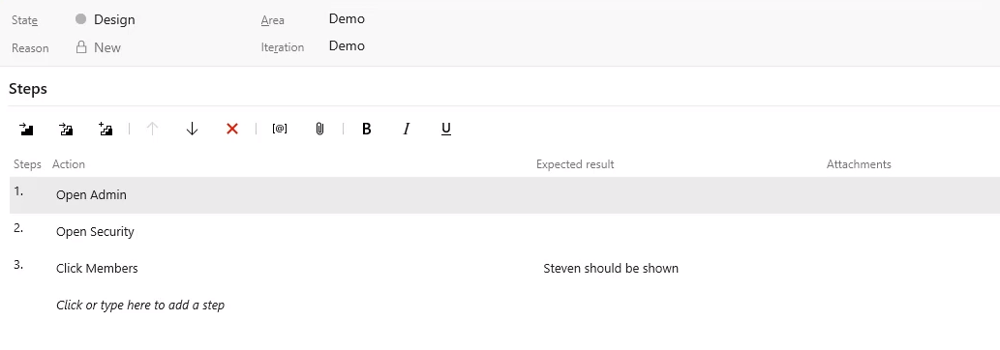 State Design Area Demo
Reason New Iteration Demo
Steps
[@] B I U
Steps Action Expected result Attachments
1. Open Admin
2. Open Security
3. Click Members Steven should be shown
Click or type here to add a step